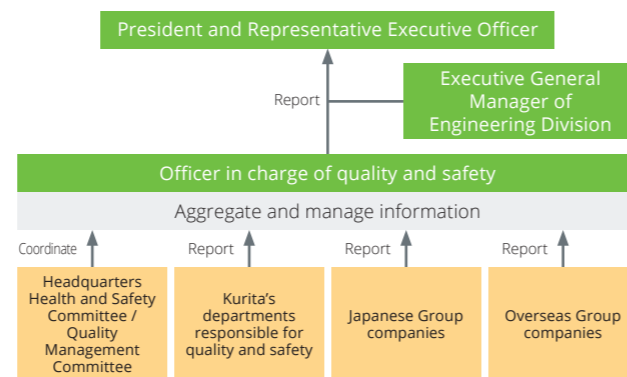 President and Representative Executive Officer
Report
Executive General
Manager of
Engineering Division
Officer in charge of quality and safety
Aggregate and manage information
Coordinate
Report
Report
Report
Headquarters
Health and Safety
Committee /
Quality
Management
Committee
Kurita’s
departments
responsible for
quality and safety
Japanese Group
companies
Overseas Group
companies